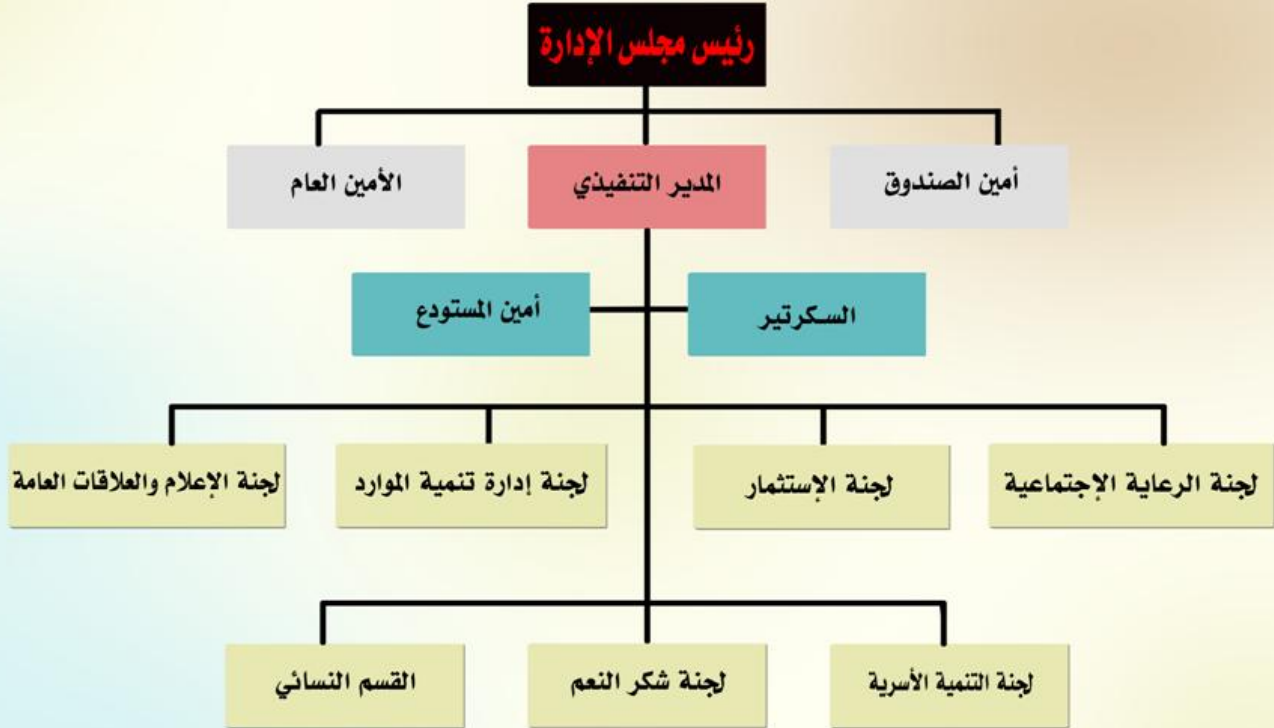 رئيس مجلس الإدارة
أمين الصندوق
المدير التنفيذي
الأمين العام
السكرتير
أمين المستودع
لجنة الرعاية الإجتماعية
لجنة الإستثمار
لجنة إدارة تنمية الموارد
لجنة الإعلام والعلاقات العامة
لجنة التنمية الأسرية
لجنة شكر النعم
القسم النسائي